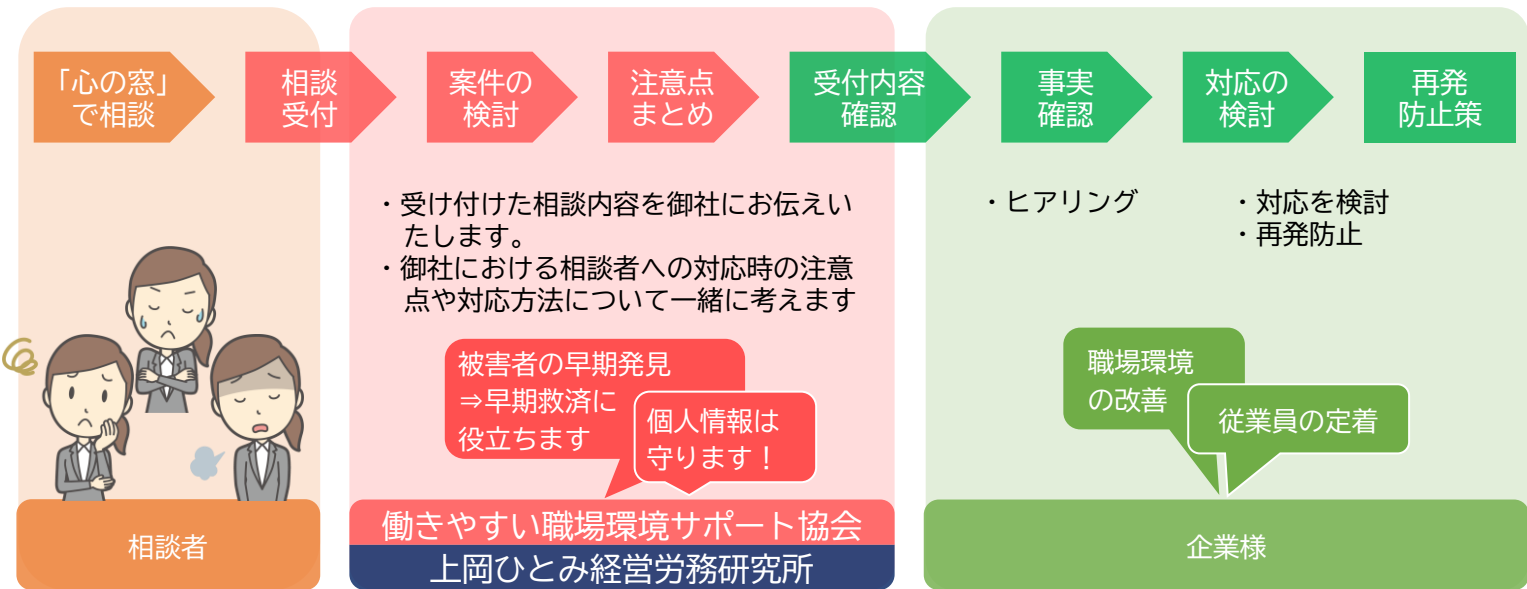 「心の窓」
で相談
相談
受付
案件の
検討
注意点
まとめ
受付内容
確認
事実
確認
対応の
検討
再発
防止策
・受け付けた相談内容を御社にお伝えい
たします。
・御社における相談者への対応時の注意
点や対応方法について一緒に考えます
・ヒアリング
・対応を検討
・再発防止
被害者の早期発見
⇒早期救済に
役立ちます
個人情報は
守ります！
職場環境
の改善
従業員の定着
相談者
働きやすい職場環境サポート協会
上岡ひとみ経営労務研究所
企業様